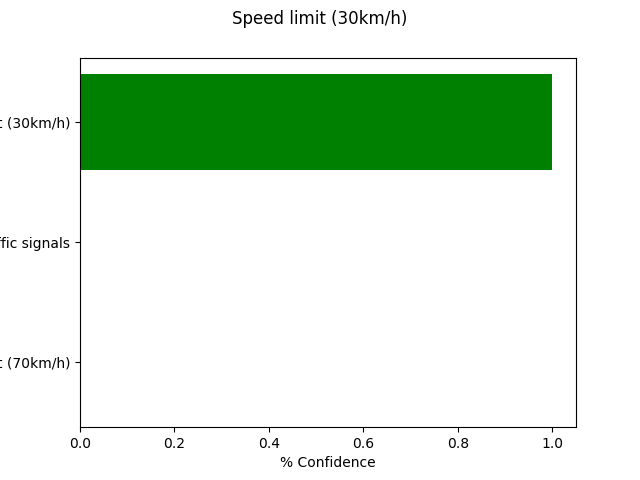 Speed limit (30km/h)
(30km/h)
signals
(70km/h)
0.0 0.2 0.4 0.6 0.8 1.0
% Confidence